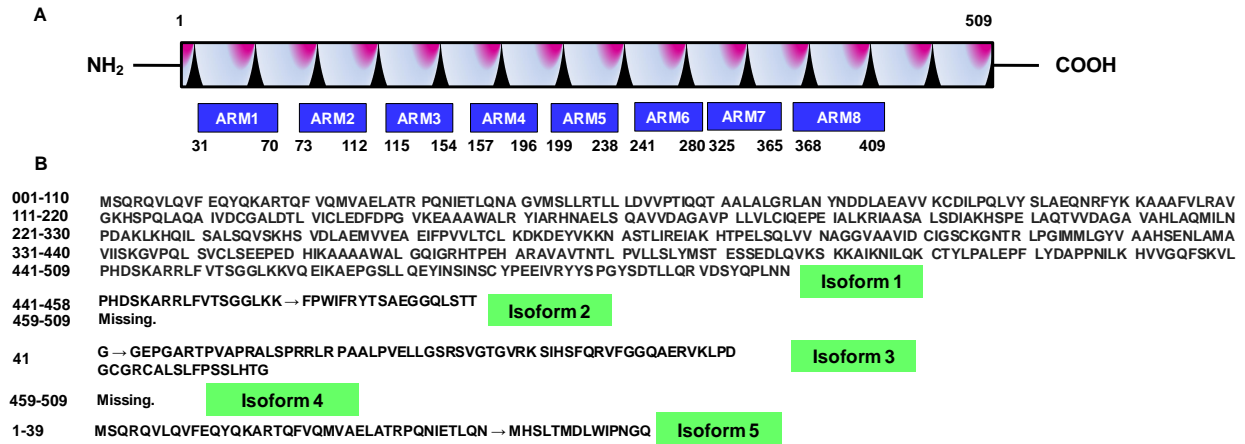 A
1 509
NH2 COOH
ARM1 ARM2 ARM3 ARM4 ARM5 ARM6 ARM7 ARM8
31 70 73 112 115 154 157 196 199 238 241 280 325 365 368 409
B
001-110 MSQRQVLQVF EQYQKARTQF VQMVAELATR PQNIETLQNA GVMSLLRTLL LDVVPTIQQT AALALGRLAN YNDDLAEAVV KCDILPQLVY SLAEQNRFYK KAAAFVLRAV
111-220 GKHSPQLAQA IVDCGALDTL VICLEDFDPG VKEAAAWALR YIARHNAELS QAVVDAGAVP LLVLCIQEPE IALKRIAASA LSDIAKHSPE LAQTVVDAGA VAHLAQMILN
221-330 PDAKLKHQIL SALSQVSKHS VDLAEMVVEA EIFPVVLTCL KDKDEYVKKN ASTLIREIAK HTPELSQLVV NAGGVAAVID CIGSCKGNTR LPGIMMLGYV AAHSENLAMA
331-440 VIISKGVPQL SVCLSEEPED HIKAAAAWAL GQIGRHTPEH ARAVAVTNTL PVLLSLYMST ESSEDLQVKS KKAIKNILQK CTYLPALEPF LYDAPPNILK HVVGQFSKVL
441-509 PHDSKARRLF VTSGGLKKVQ EIKAEPGSLL QEYINSINSC YPEEIVRYYS PGYSDTLLQR VDSYQPLNN Isoform 1
441-458 PHDSKARRLFVTSGGLKK→FPWIFRYTSAEGGQLSTT
459-509 Missing. Isoform 2
41 G→GEPGARTPVAPRALSPRRLR PAALPVELLGSRSVGTGVRK SIHSFQRVFGGQAERVKLPD
GCGRCALSLFPSSLHTG Isoform 3
459-509 Missing. Isoform 4
1-39 MSQRQVLQVFEQYQKARTQFVQMVAELATRPQNIETLQN→MHSLTMDLWIPNGQ Isoform 5